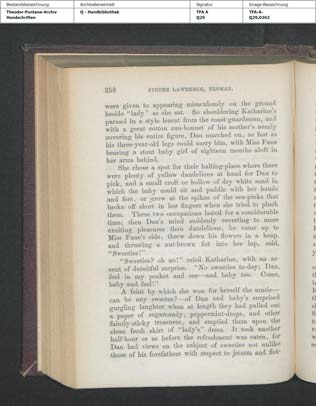 Bestandsbezeichnung
Archivaleinheit
Signatur
Image-Bezeichnung
Theodor-Fontane-Archiv
Handschriften
Q - Handbibliothek
TFA A
Q29
TFA-A-
Q29,0262
258
STEVEN LAWRENCE, YEOMAN.
were given to appearing miraculously on the ground
beside "lady" as she sat. So shouldering Katharine's
parasol in a style learnt from the coast-guardsmen, and
with a great cotton sun-bonnet of his mother's nearly
covering his entire figure, Dan marched on, as fast as
his three-year-old legs could carry him, with Miss Fane
bearing a stout baby girl of eighteen months aloft in
her arms behind.
She chose a spot for their halting-place where there
were plenty of yellow dandelions at hand for Dan to
pick, and a small croft or hollow of dry white sand in
which the baby could sit and paddle with her hands
and feet, or crow at the spikes of the sea-pinks that
broke off short in her fingers when she tried to pluck
them. These two occupations lasted for a considerable
time; then Dan's mind suddenly reverting to more
exciting pleasures than dandelions, he came up to
Miss Fane's side, threw down his flowers in a heap,
and thrusting a nut-brown fist into her lap, said,
"Sweeties!"
"Sweeties? oh no!" cried Katharine, with an ac-
cent of deceitful surprise. "No sweeties to-day; Dan,
feel in my pocket and see—and baby too. Come,
baby and feel!"
A feint by which she won for herself the music—
can be any sweeter?—of Dan and baby's surprised
gurgling laughter when at length they had pulled out
a paper of sugarcandy, peppermint-drops, and other
faintly-sticky treasures, and emptied them upon the
clean fresh skirt of "lady's" dress. It took another
half-hour or so before the refreshment was eaten, for
Dan had views on the subject of sweeties not unlike
those of his forefathers with respect to jetsam and flot-